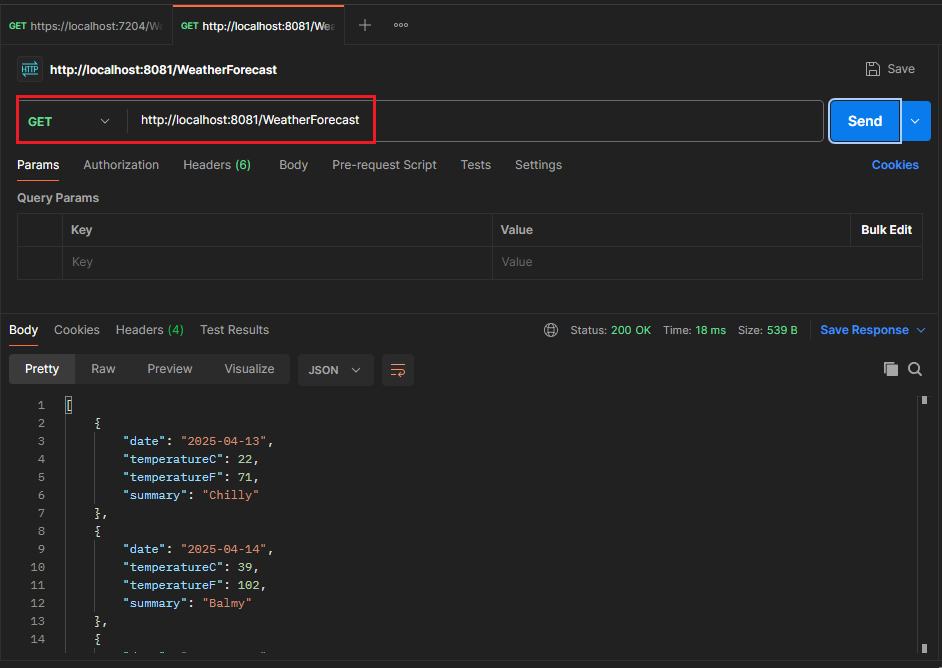 GET https://localhost:7204/W
GET http://localhost:8081/We
HTTP http://localhost:8081/WeatherForecast
Save
GET http://localhost:8081/WeatherForecast
Send
Params Authorization Headers (6) Body Pre-request Script Tests Settings Cookies
Query Params
Key Value Bulk Edit
Key Value
Body Cookies Headers (4) Test Results Status: 200 OK Time: 18 ms Size: 539 B Save Response
Pretty Raw Preview Visualize JSON
1 [
2 {
3 "date": "2025-04-13",
4 "temperatureC": 22,
5 "temperatureF": 71,
6 "summary": "Chilly"
7 },
8 {
9 "date": "2025-04-14",
10 "temperatureC": 39,
11 "temperatureF": 102,
12 "summary": "Balmy"
13 },
14 {